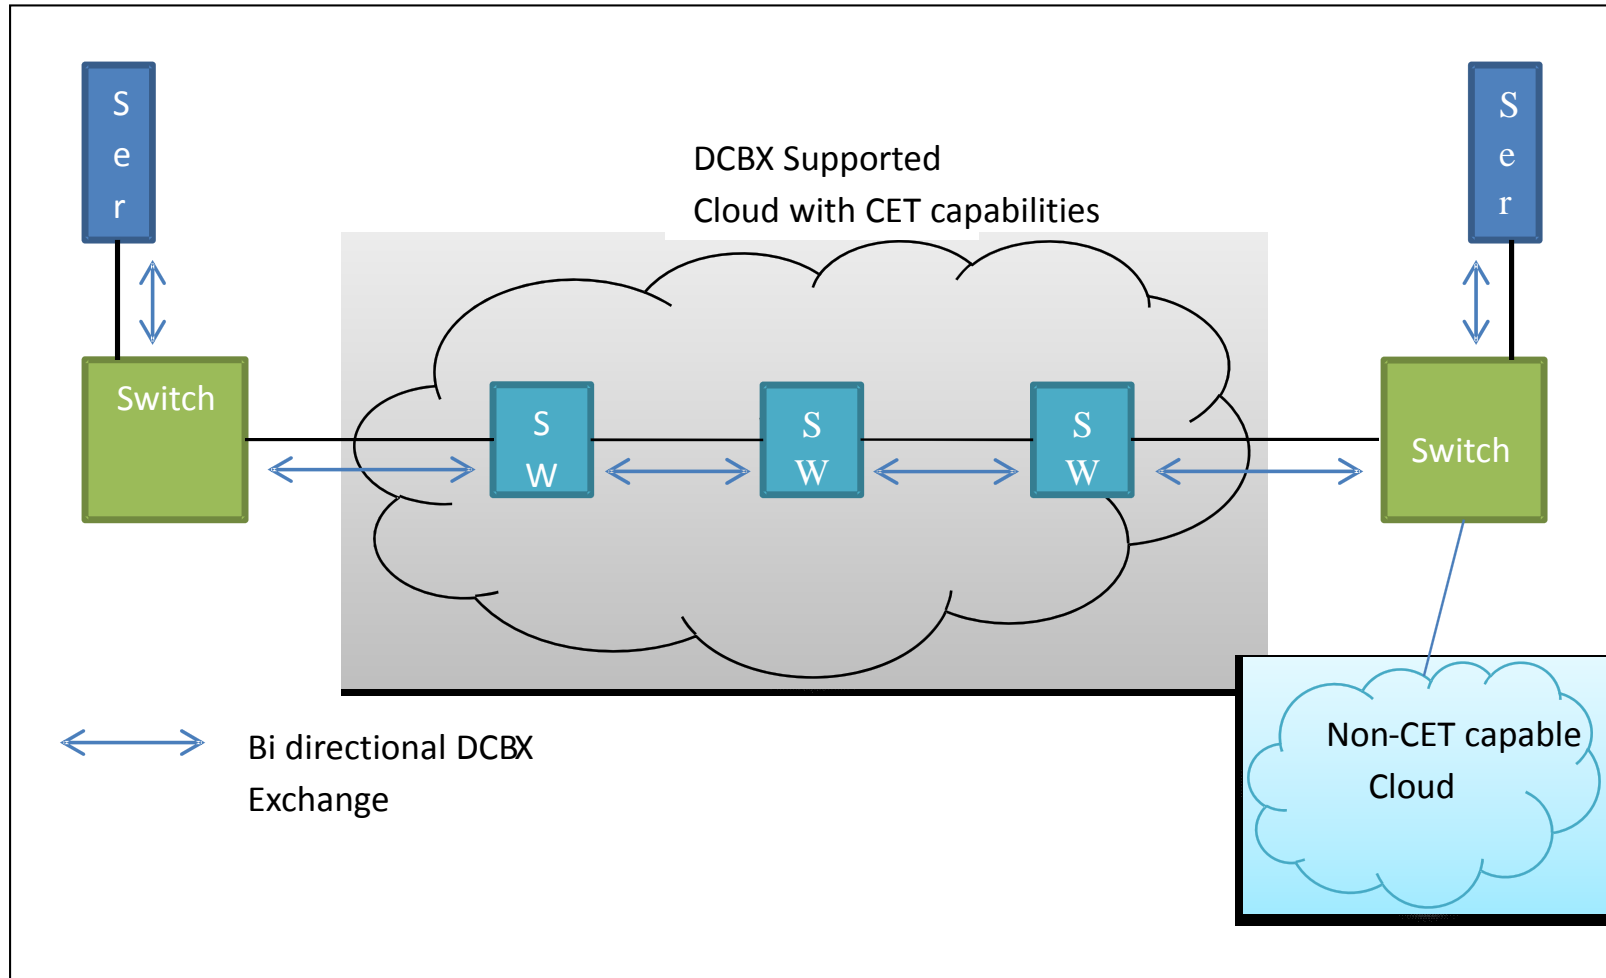 S
e
r
S
e
r
DCBX Supported
Cloud with CET capabilities
Switch
S
W
S
W
S
W
Switch
Bi directional DCBX
Exchange
Non-CET capable
Cloud